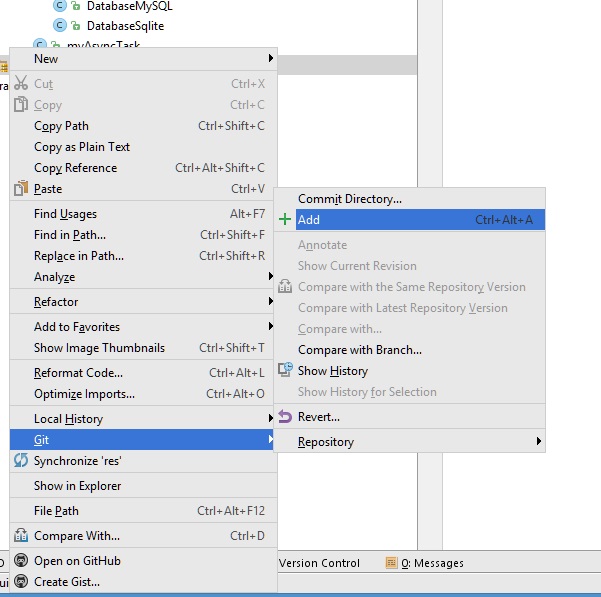 DatabaseMySQL
DatabaseSqlite
myAsyncTask
New
Cut Ctrl+X
Copy Ctrl+C
Copy Path Ctrl+Shift+C
Copy as Plain Text
Copy Reference Ctrl+Alt+Shift+C
Paste Ctrl+V
Find Usages Alt+F7
Find in Path... Ctrl+Shift+F
Replace in Path... Ctrl+Shift+R
Analyze
Refactor
Add to Favorites
Show Image Thumbnails Ctrl+Shift+T
Reformat Code... Ctrl+Alt+L
Optimize Imports... Ctrl+Alt+O
Local History
Git
Synchronize 'res'
Show in Explorer
File Path Ctrl+Alt+F12
Compare With... Ctrl+D
Open on GitHub
Create Gist...
Commit Directory...
Add Ctrl+Alt+A
Annotate
Show Current Revision
Compare with the Same Repository Version
Compare with Latest Repository Version
Compare with...
Compare with Branch...
Show History
Show History for Selection
Revert...
Repository
Version Control
0: Messages